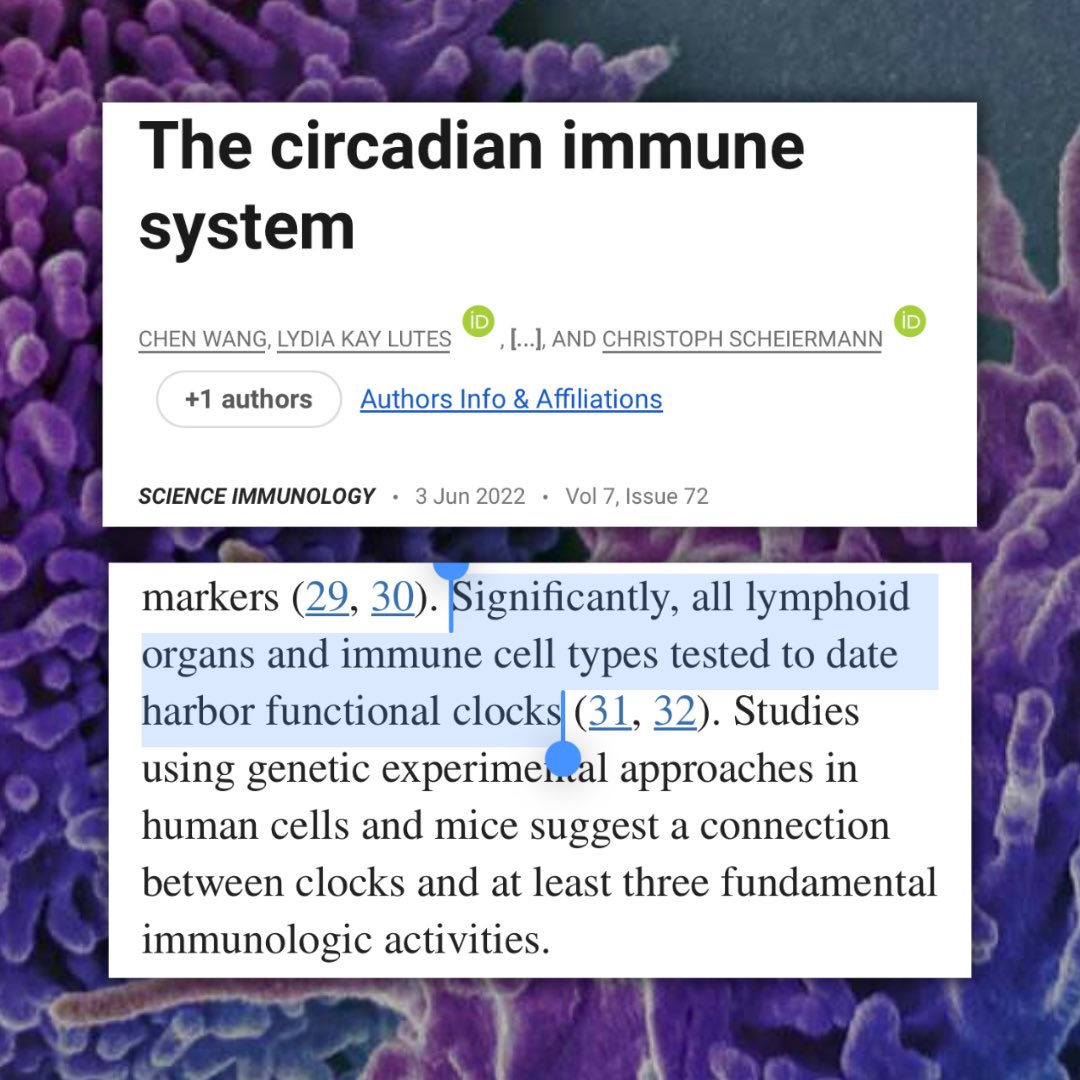 The circadian immune
system
CHEN WANG, LYDIA KAY LUTES iD , [...], AND CHRISTOPH SCHEIERMANN iD
+1 authors Authors Info & Affiliations
SCIENCE IMMUNOLOGY • 3 Jun 2022 • Vol 7, Issue 72
markers (29, 30). Significantly, all lymphoid
organs and immune cell types tested to date
harbor functional clocks (31, 32). Studies
using genetic experimental approaches in
human cells and mice suggest a connection
between clocks and at least three fundamental
immunologic activities.